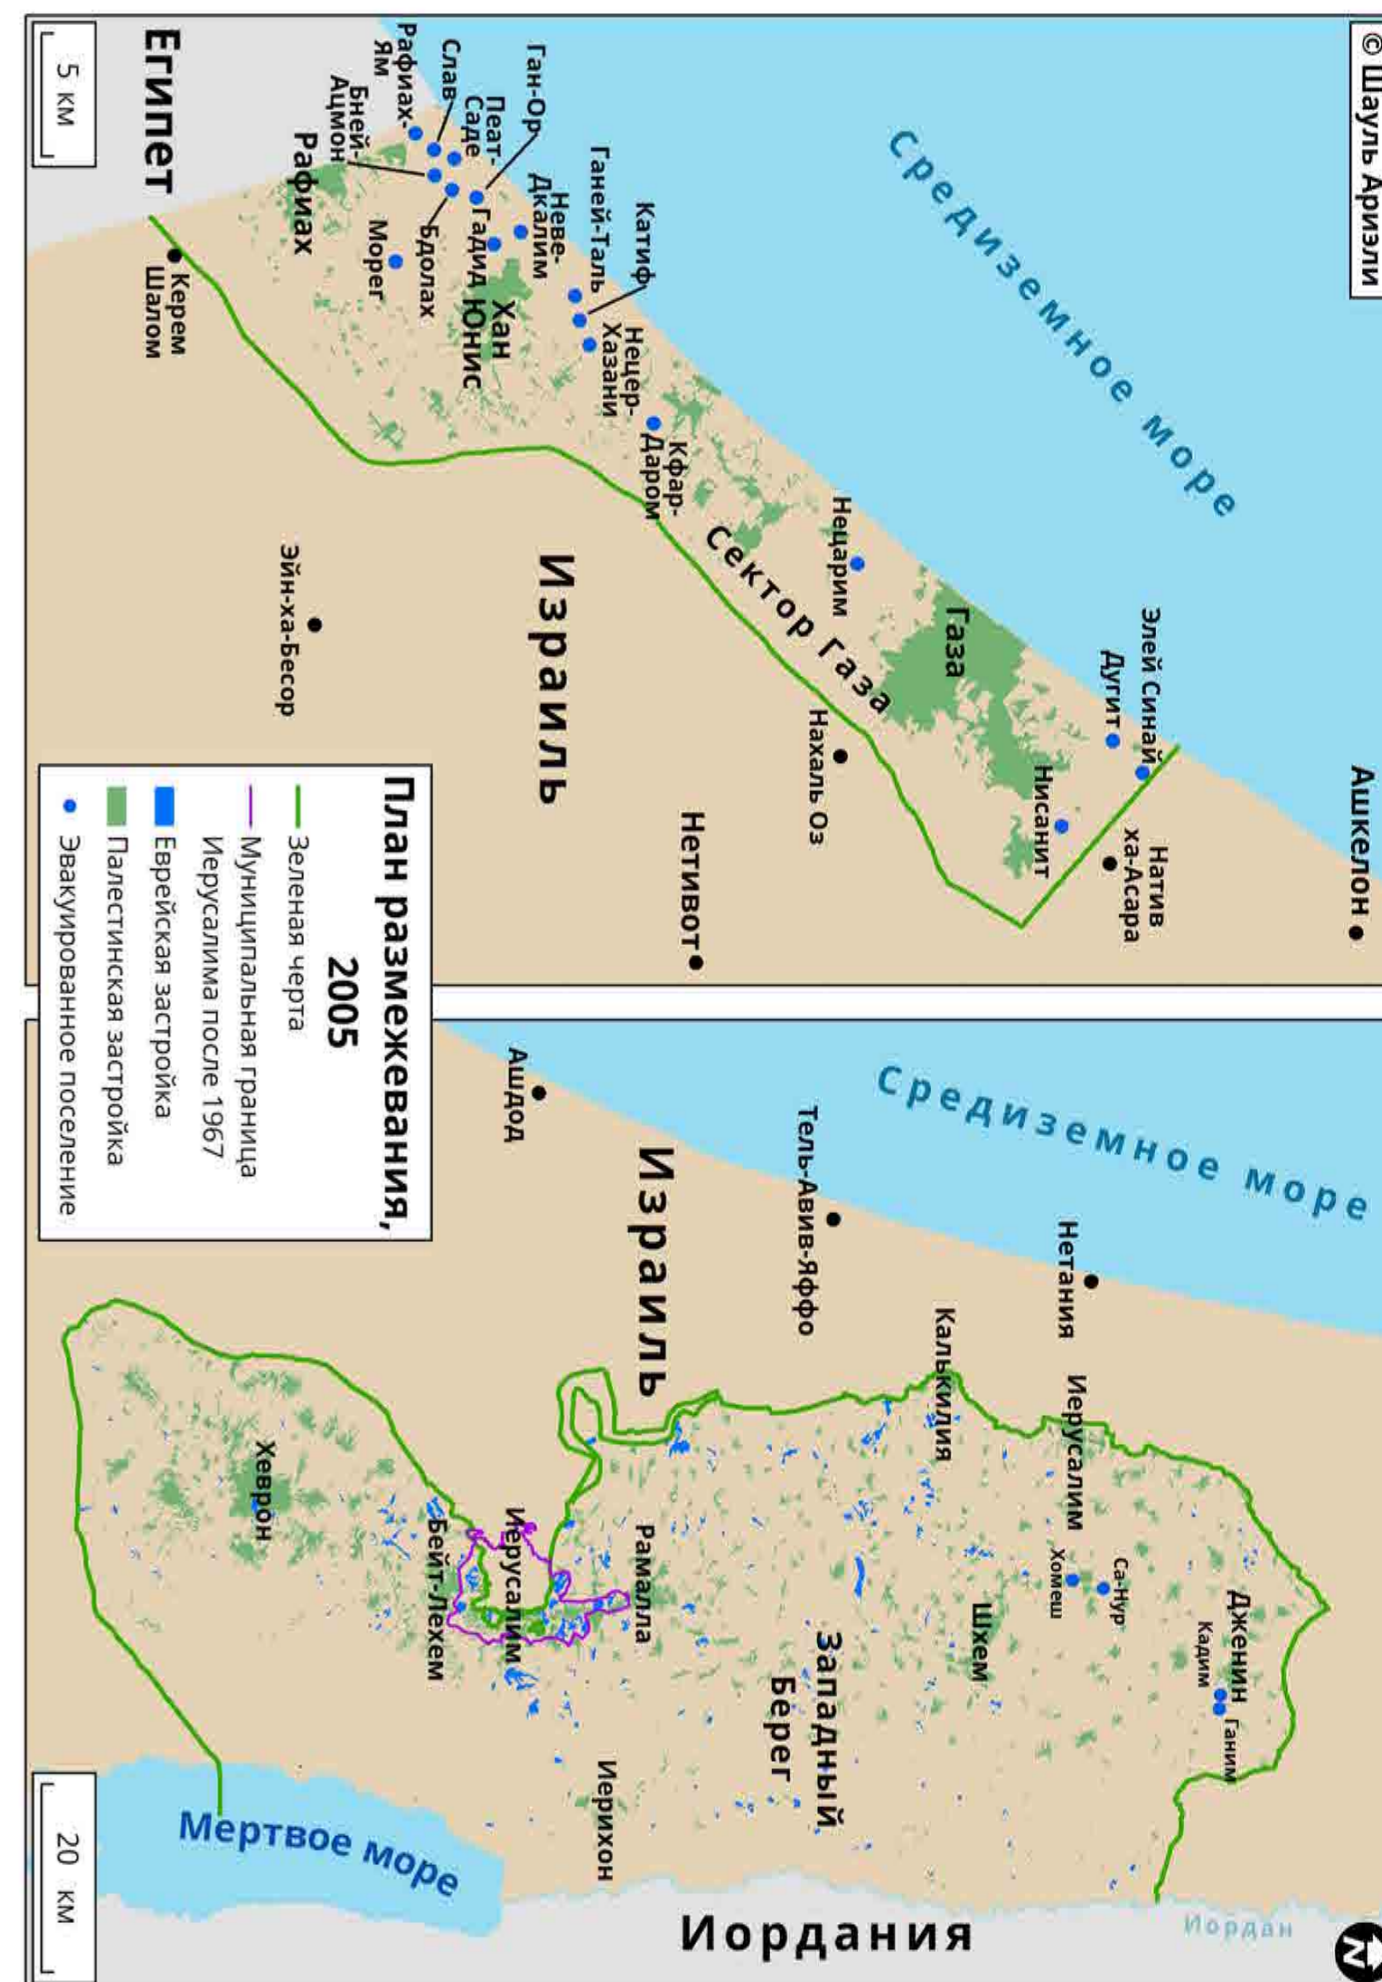 © Шауль Ариэли
Средиземное море
Ашкелон
Натив
ха-Асара
Элей Синай
Дугит
Нисанит
Газа
Нахаль Оз
Нетивот
Сектор Газа
Нецарим
Кфар-
Даром
Израиль
Нецер-
Хазани
Катиф
Ганей-Таль
Неве-
Дкалим
Ган-Ор
Гадид
Хан
Юнис
Пеат-
Саде
Слав
Рафиах-
Ям
Бней-
Ацмон
Бдолах
Морег
Рафиах
Эйн-ха-Бесор
Керем
Шалом
Египет
5 км
План размежевания,
2005
Зеленая черта
Муниципальная граница
Иерусалима после 1967
Еврейская застройка
Палестинская застройка
Эвакуированное поселение
Средиземное море
Нетания
Тель-Авив-Яффо
Ашдод
Израиль
Калькилия
Иерусалим
Хомеш
Са-Нур
Дженин
Кадим
Ганим
Шхем
Западный
Берег
Рамалла
Иерусалим
Бейт-Лехем
Хеврон
Иерихон
Мертвое море
Иордания
Иордан
N
20 км